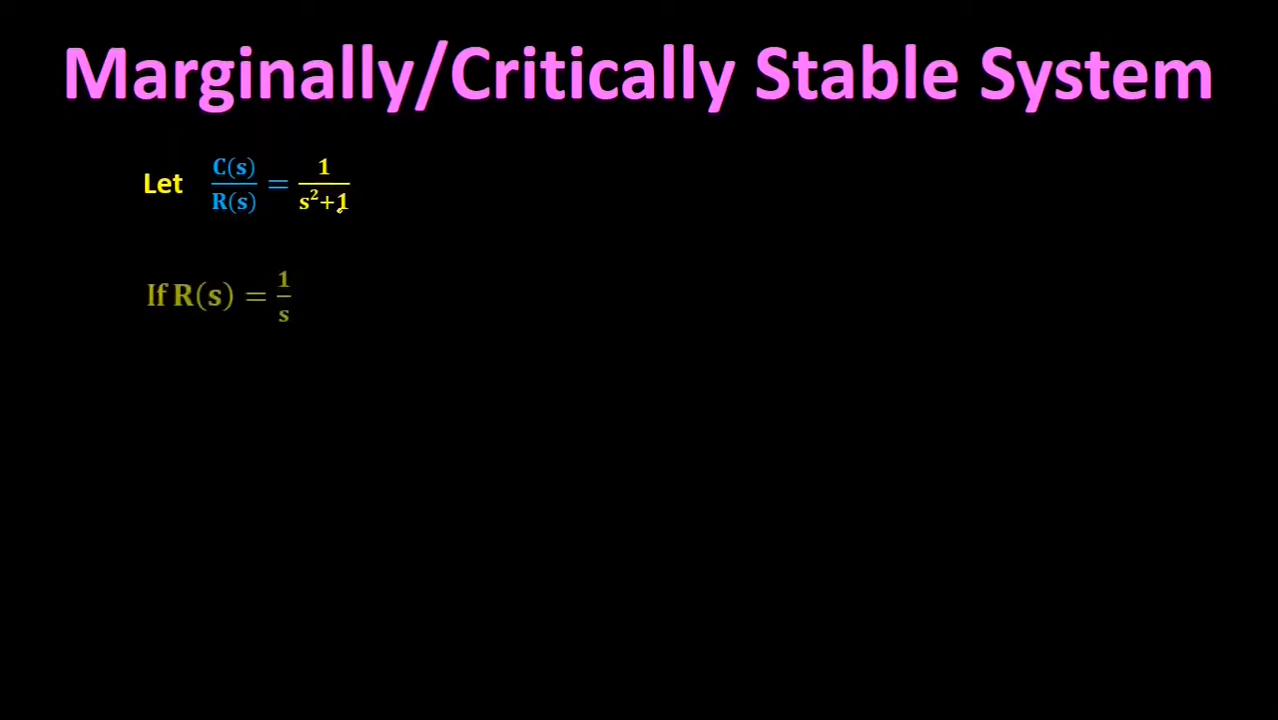 Marginally/Critically Stable System
Let C(s)/R(s) = 1/(s²+1)
If R(s) = 1/s